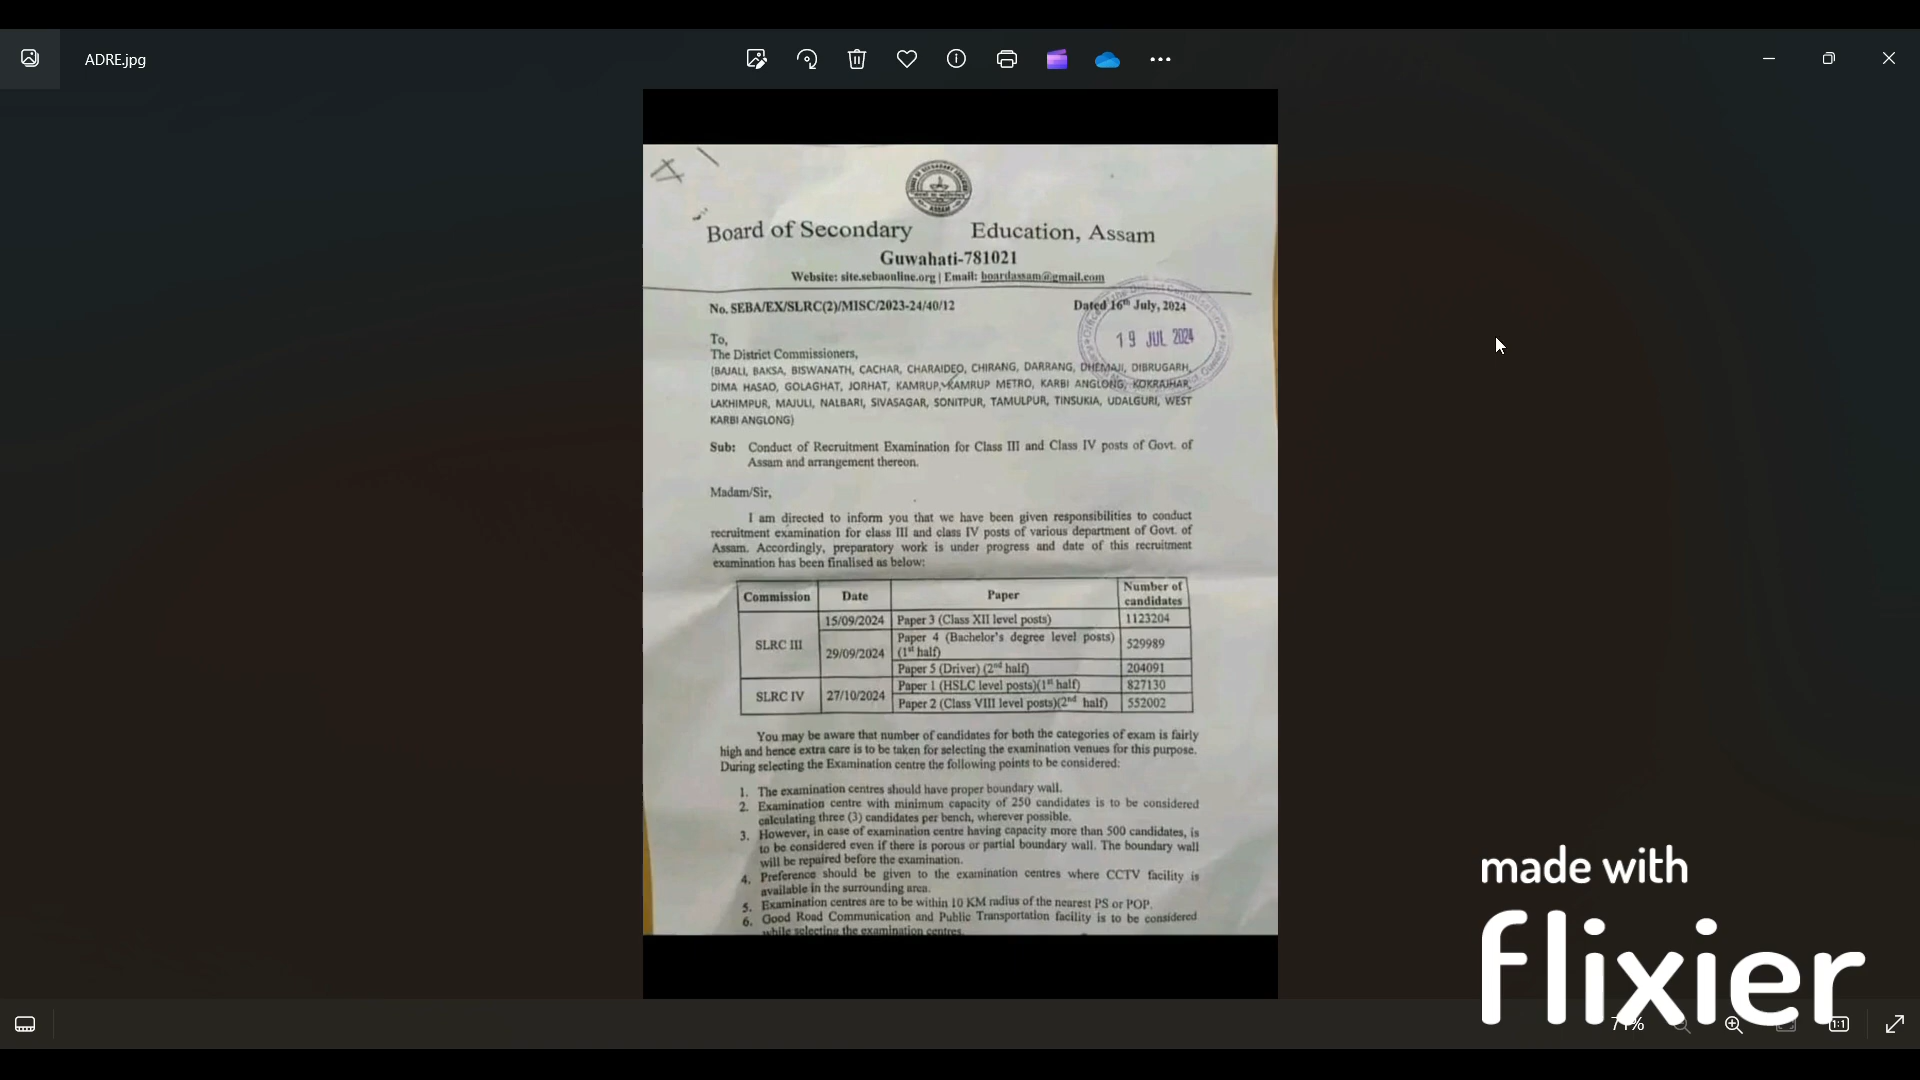 ADRE.jpg
Board of Secondary Education, Assam
Guwahati-781021
Website: site.sebaonline.org | Email: boardassam@gmail.com
No. SEBA/EX/SLRC(2)/MISC/2023-24/40/12 Dated 16th July, 2024
19 JUL 2024
To,
The District Commissioners,
(BAJALI, BAKSA, BISWANATH, CACHAR, CHARAIDEO, CHIRANG, DARRANG, DHEMAJI, DIBRUGARH,
DIMA HASAO, GOLAGHAT, JORHAT, KAMRUP, KAMRUP METRO, KARBI ANGLONG, KOKRAJHAR,
LAKHIMPUR, MAJULI, NALBARI, SIVASAGAR, SONITPUR, TAMULPUR, TINSUKIA, UDALGURI, WEST
KARBI ANGLONG)
Sub: Conduct of Recruitment Examination for Class III and Class IV posts of Govt. of
Assam and arrangement thereon.
Madam/Sir,
I am directed to inform you that we have been given responsibilities to conduct
recruitment examination for class III and class IV posts of various department of Govt. of
Assam. Accordingly, preparatory work is under progress and date of this recruitment
examination has been finalised as below:
Commission Date Paper Number of
candidates
SLRC III 15/09/2024 Paper 3 (Class XII level posts) 1123204
29/09/2024 Paper 4 (Bachelor's degree level posts)
(1st half) 529989
Paper 5 (Driver) (2nd half) 204091
SLRC IV 27/10/2024 Paper 1 (HSLC level posts)(1st half) 827130
Paper 2 (Class VIII level posts)(2nd half) 552002
You may be aware that number of candidates for both the categories of exam is fairly
high and hence extra care is to be taken for selecting the examination venues for this purpose.
During selecting the Examination centre the following points to be considered:
1. The examination centres should have proper boundary wall.
2. Examination centre with minimum capacity of 250 candidates is to be considered
calculating three (3) candidates per bench, wherever possible.
3. However, in case of examination centre having capacity more than 500 candidates, is
to be considered even if there is porous or partial boundary wall. The boundary wall
will be repaired before the examination.
4. Preference should be given to the examination centres where CCTV facility is
available in the surrounding area.
5. Examination centres are to be within 10 KM radius of the nearest PS or POP.
6. Good Road Communication and Public Transportation facility is to be considered
while selecting the examination centres.
made with
flixier
71%